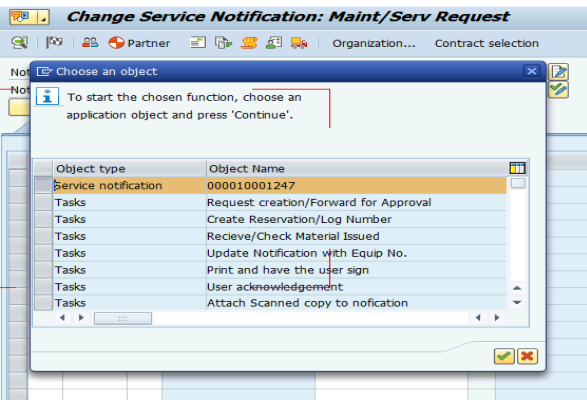 Change Service Notification: Maint/Serv Request
Partner Organization... Contract selection
Not
Not
Choose an object
To start the chosen function, choose an
application object and press 'Continue'.
Object type Object Name
Service notification 000010001247
Tasks Request creation/Forward for Approval
Tasks Create Reservation/Log Number
Tasks Recieve/Check Material Issued
Tasks Update Notification with Equip No.
Tasks Print and have the user sign
Tasks User acknowledgement
Tasks Attach Scanned copy to nofication